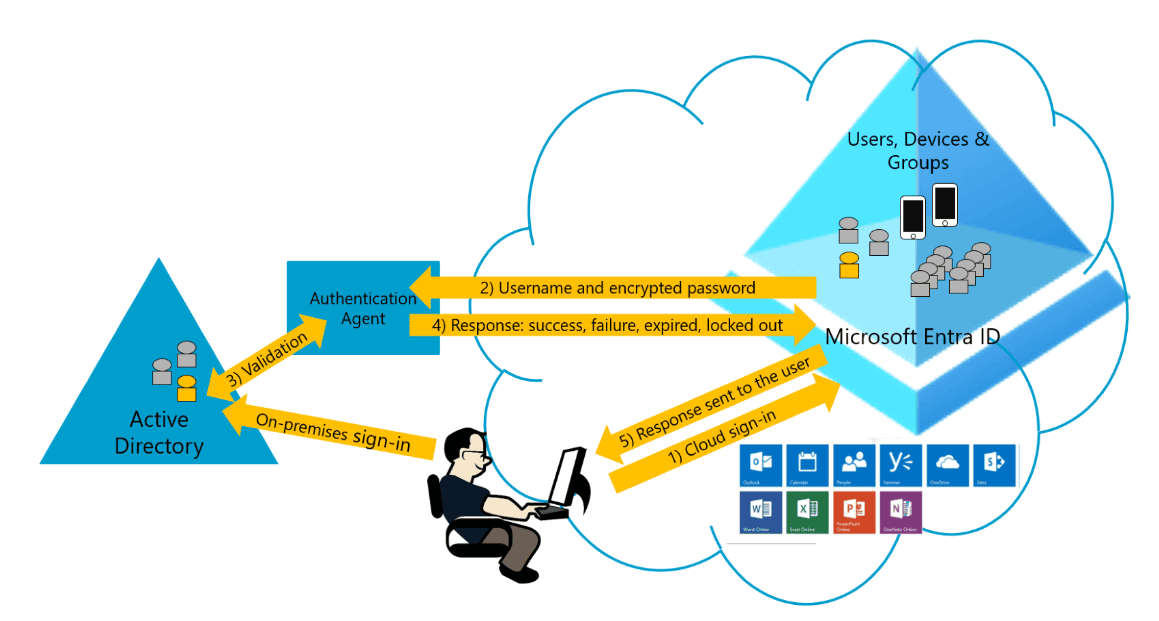 Users, Devices &
Groups
2) Username and encrypted password
Authentication
Agent
4) Response: success, failure, expired, locked out
Microsoft Entra ID
3) Validation
5) Response sent to the user
1) Cloud sign-in
On-premises sign-in
Active
Directory
Outlook
Calendar
People
Yammer
OneDrive
Sites
Word Online
Excel Online
PowerPoint
Online
OneNote Online